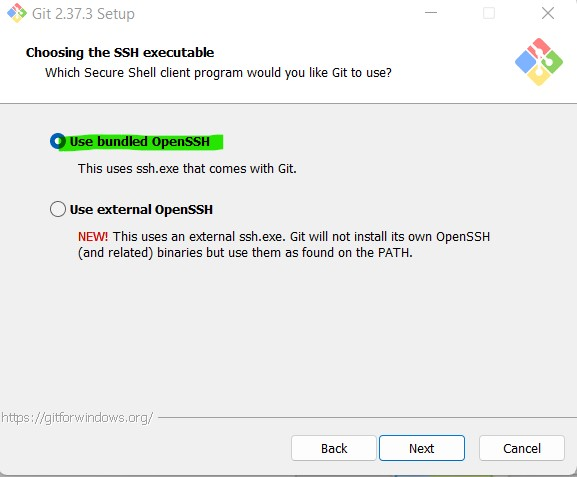 Git 2.37.3 Setup
Choosing the SSH executable
Which Secure Shell client program would you like Git to use?
Use bundled OpenSSH
This uses ssh.exe that comes with Git.
Use external OpenSSH
NEW! This uses an external ssh.exe. Git will not install its own OpenSSH
(and related) binaries but use them as found on the PATH.
https://gitforwindows.org/
Back
Next
Cancel